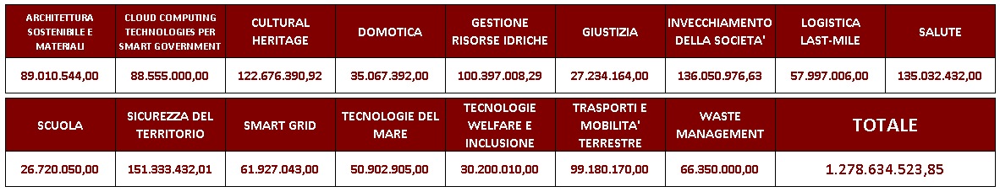 ARCHITETTURA
SOSTENIBILE E
MATERIALI
CLOUD COMPUTING
TECHNOLOGIES PER
SMART GOVERNMENT
CULTURAL
HERITAGE
DOMOTICA
GESTIONE
RISORSE IDRICHE
GIUSTIZIA
INVECCHIAMENTO
DELLA SOCIETA'
LOGISTICA
LAST-MILE
SALUTE
89.010.544,00
88.555.000,00
122.676.390,92
35.067.392,00
100.397.008,29
27.234.164,00
136.050.976,63
57.997.006,00
135.032.432,00
SCUOLA
SICUREZZA DEL
TERRITORIO
SMART GRID
TECNOLOGIE DEL
MARE
TECNOLOGIE
WELFARE E
INCLUSIONE
TRASPORTI E
MOBILITA'
TERRESTRE
WASTE
MANAGEMENT
TOTALE
26.720.050,00
151.333.432,01
61.927.043,00
50.902.905,00
30.200.010,00
99.180.170,00
66.350.000,00
1.278.634.523,85